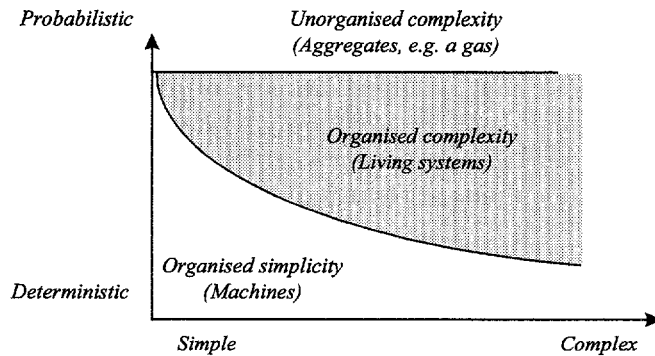 Probabilistic
Unorganised complexity
(Aggregates, e.g. a gas)
Organised complexity
(Living systems)
Organised simplicity
(Machines)
Deterministic
Simple
Complex